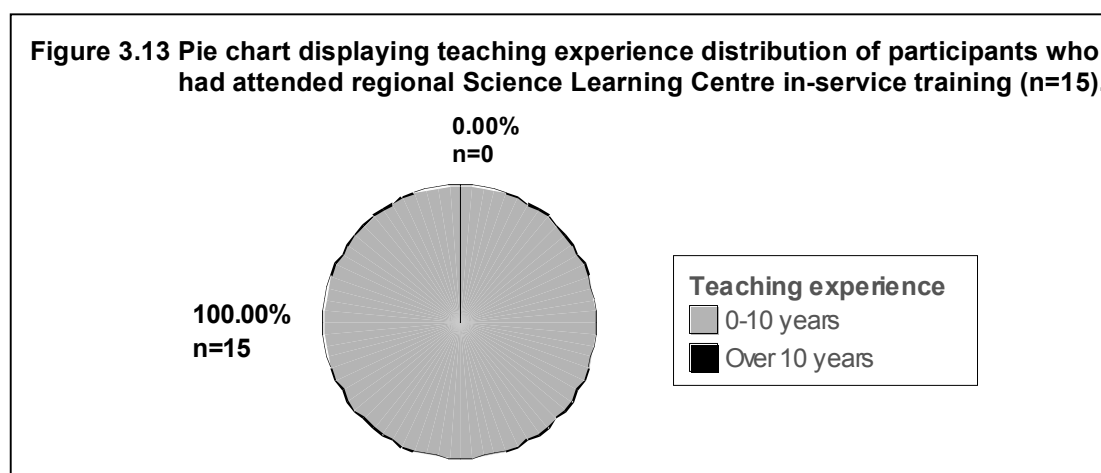 Figure 3.13 Pie chart displaying teaching experience distribution of participants who
had attended regional Science Learning Centre in-service training (n=15).
0.00%
n=0
100.00%
n=15
Teaching experience
0-10 years
Over 10 years